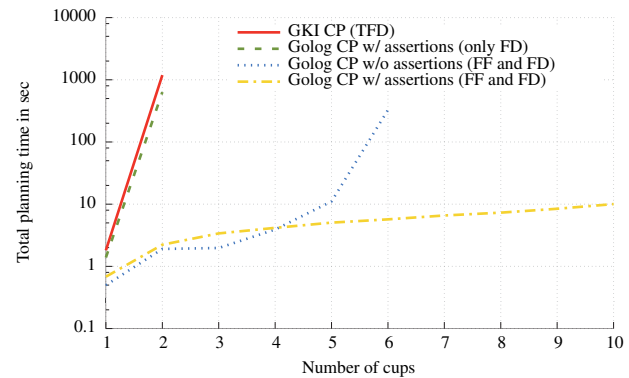 GKI CP (TFD)
Golog CP w/ assertions (only FD)
Golog CP w/o assertions (FF and FD)
Golog CP w/ assertions (FF and FD)
Total planning time in sec
10000
1000
100
10
1
0.1
1 2 3 4 5 6 7 8 9 10
Number of cups